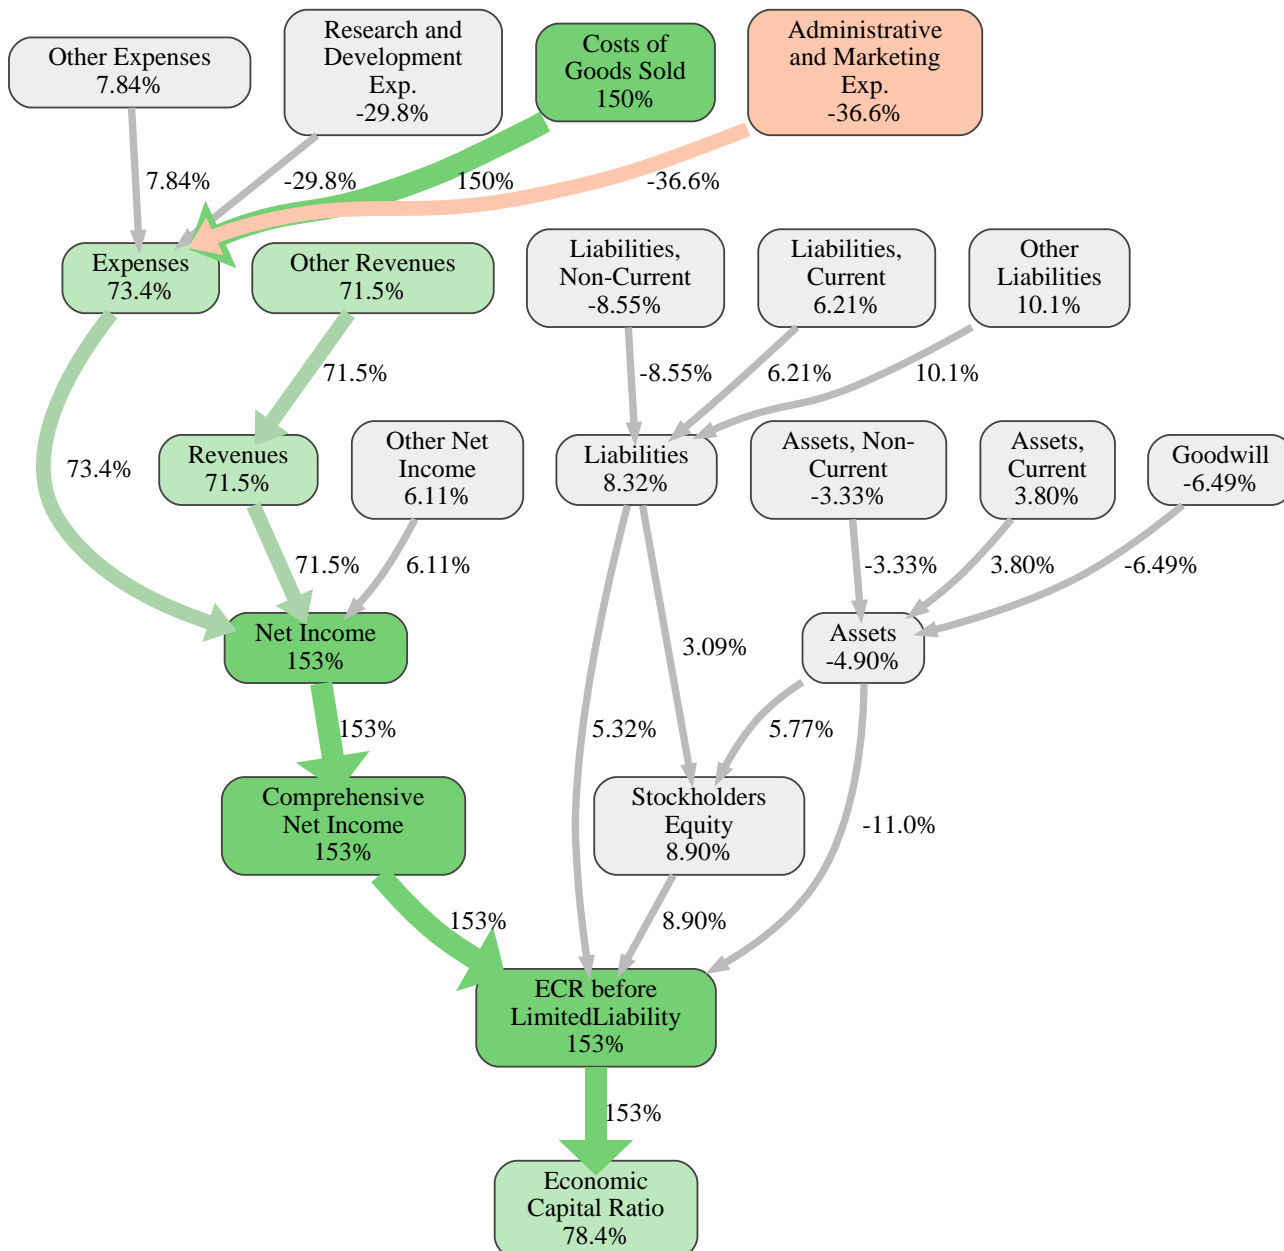 Other Expenses
7.84%
Research and
Development
Exp.
-29.8%
Costs of
Goods Sold
150%
Administrative
and Marketing
Exp.
-36.6%
7.84%
-29.8%
150%
-36.6%
Expenses
73.4%
Other Revenues
71.5%
Liabilities,
Non-Current
-8.55%
Liabilities,
Current
6.21%
Other
Liabilities
10.1%
71.5%
-8.55%
6.21%
10.1%
73.4%
Revenues
71.5%
Other Net
Income
6.11%
Liabilities
8.32%
Assets, Non-
Current
-3.33%
Assets,
Current
3.80%
Goodwill
-6.49%
71.5%
6.11%
-3.33%
3.80%
-6.49%
Net Income
153%
3.09%
Assets
-4.90%
153%
5.32%
5.77%
Comprehensive
Net Income
153%
Stockholders
Equity
8.90%
-11.0%
153%
8.90%
ECR before
LimitedLiability
153%
153%
Economic
Capital Ratio
78.4%